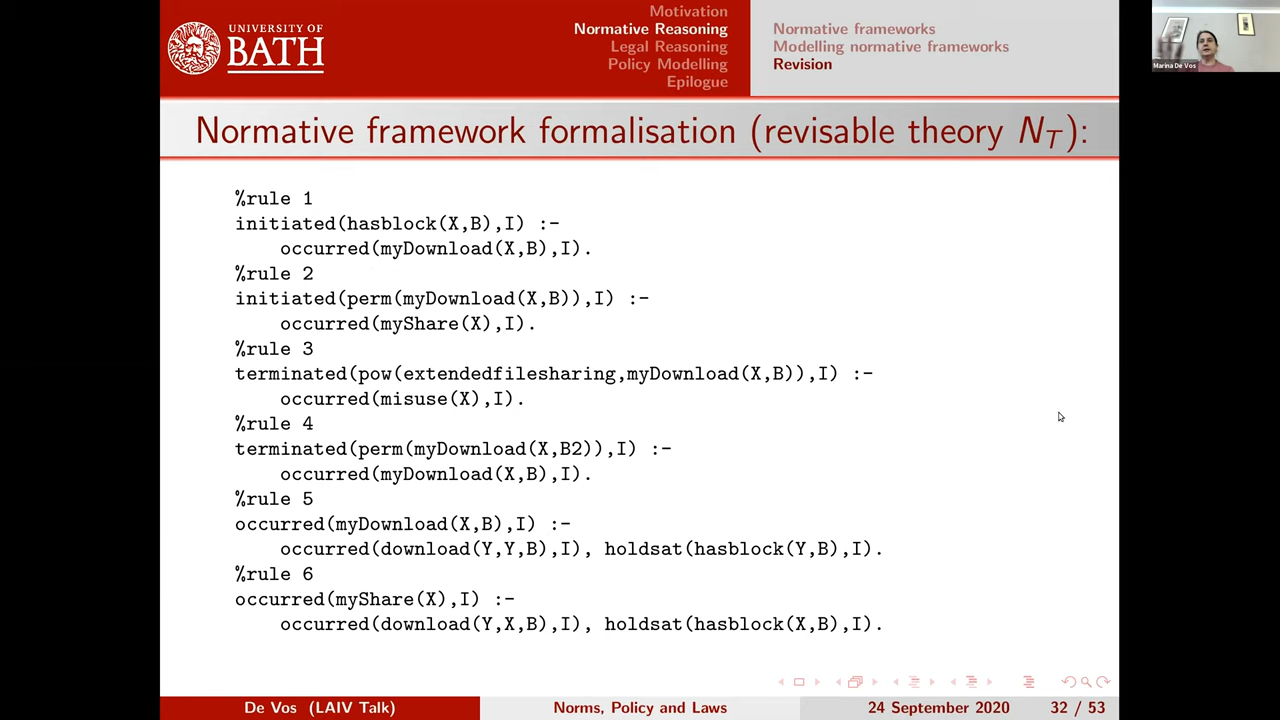 UNIVERSITY OF
BATH
Motivation
Normative Reasoning
Legal Reasoning
Policy Modelling
Epilogue
Normative frameworks
Modelling normative frameworks
Revision
Marina De Vos
Normative framework formalisation (revisable theory N_T):
%rule 1
initiated(hasblock(X,B),I) :-
occurred(myDownload(X,B),I).
%rule 2
initiated(perm(myDownload(X,B)),I) :-
occurred(myShare(X),I).
%rule 3
terminated(pow(extendedfilesharing,myDownload(X,B)),I) :-
occurred(misuse(X),I).
%rule 4
terminated(perm(myDownload(X,B2)),I) :-
occurred(myDownload(X,B),I).
%rule 5
occurred(myDownload(X,B),I) :-
occurred(download(Y,Y,B),I), holdsat(hasblock(Y,B),I).
%rule 6
occurred(myShare(X),I) :-
occurred(download(Y,X,B),I), holdsat(hasblock(X,B),I).
De Vos (LAIV Talk)
Norms, Policy and Laws
24 September 2020
32 / 53